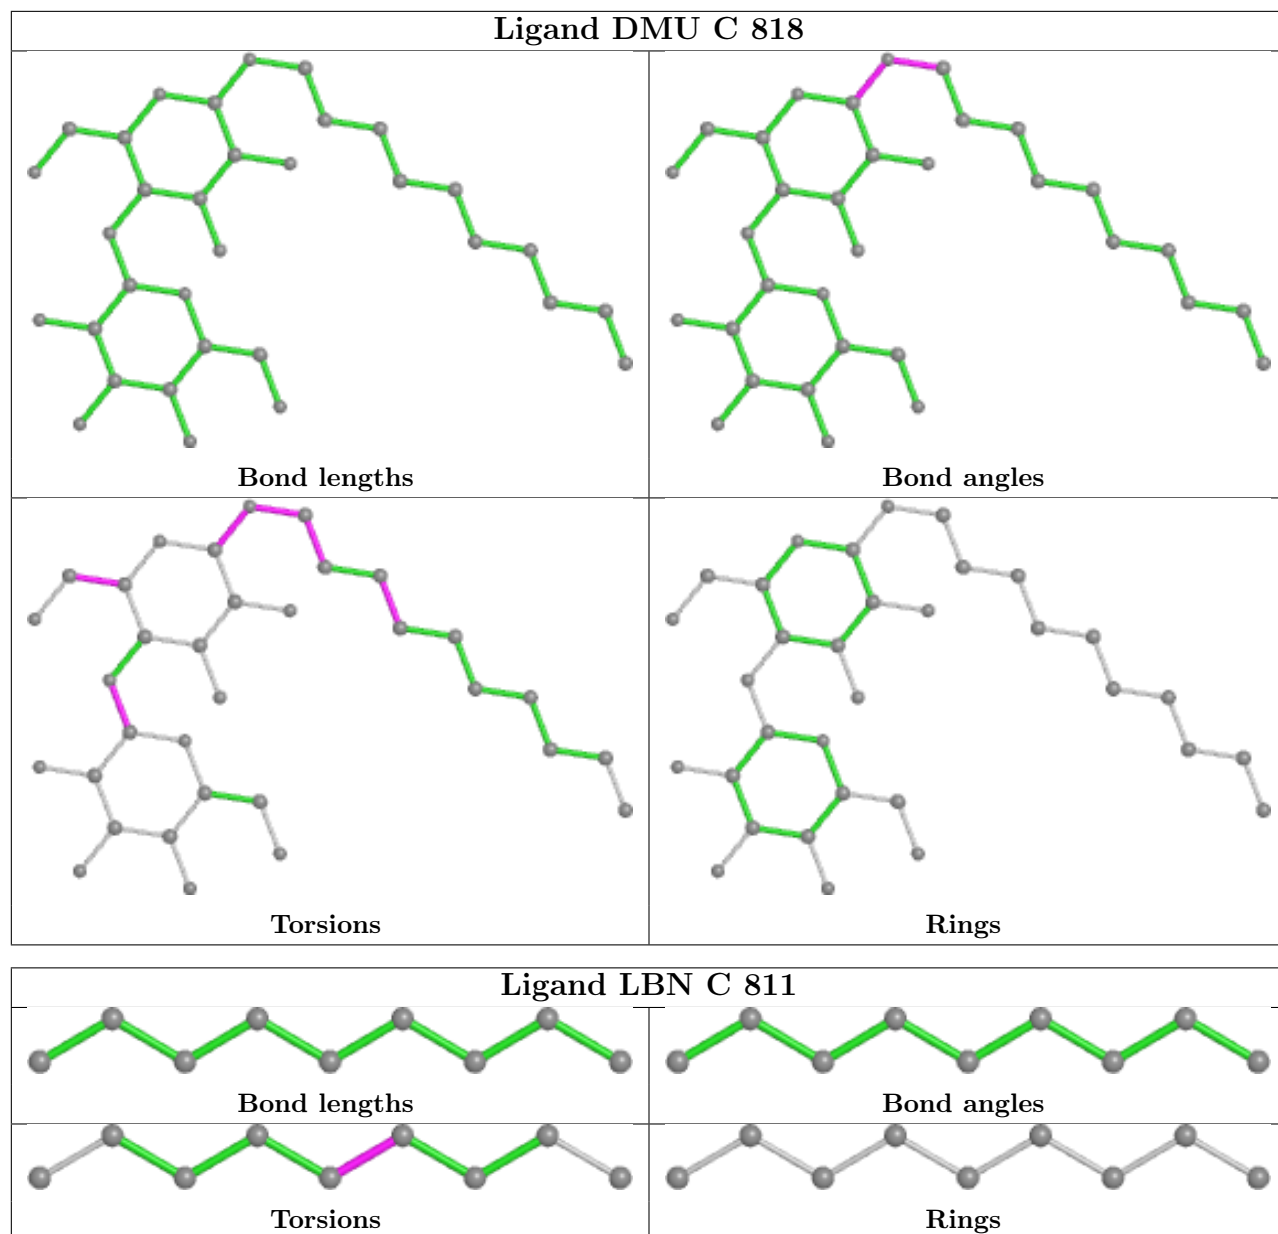 Ligand DMU C 818
Bond lengths
Bond angles
Torsions
Rings
Ligand LBN C 811
Bond lengths
Bond angles
Torsions
Rings